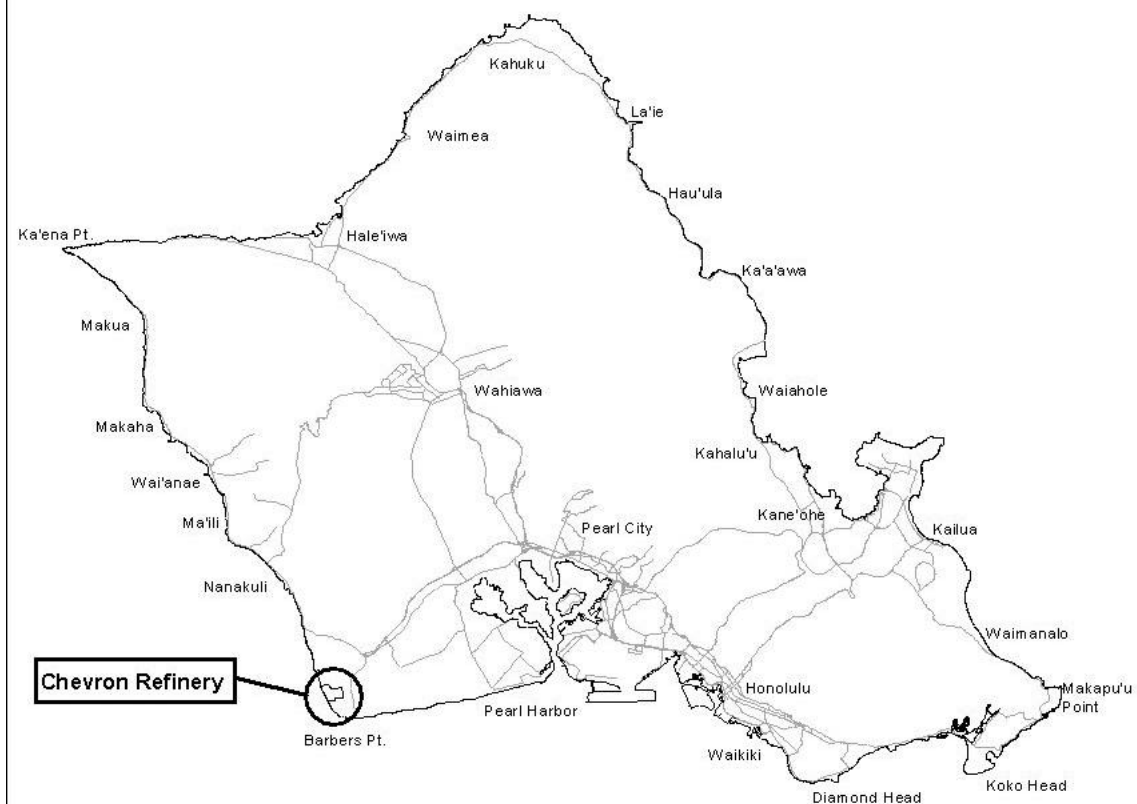 Kahuku
La'ie
Waimea
Hau'ula
Ka'ena Pt.
Hale'iwa
Ka'a'awa
Makua
Wahiawa
Waiahole
Makaha
Kahalu'u
Wai'anae
Ma'ili
Kane'ohe
Pearl City
Kailua
Nanakuli
Waimanalo
Chevron Refinery
Honolulu
Makapu'u
Point
Pearl Harbor
Barbers Pt.
Waikiki
Koko Head
Diamond Head